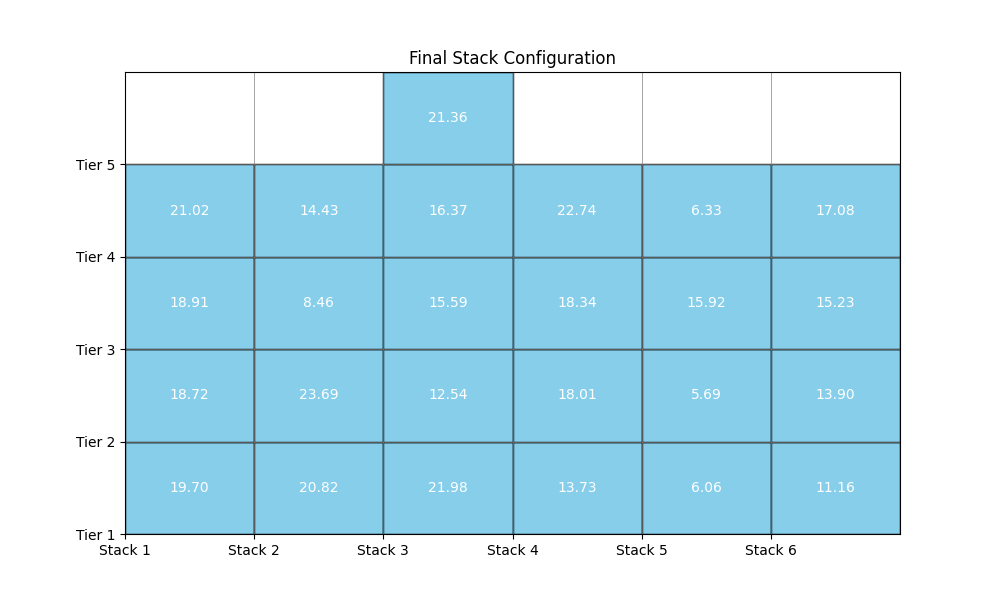 Final Stack Configuration
21.36
Tier 5
21.02 14.43 16.37 22.74 6.33 17.08
Tier 4
18.91 8.46 15.59 18.34 15.92 15.23
Tier 3
18.72 23.69 12.54 18.01 5.69 13.90
Tier 2
19.70 20.82 21.98 13.73 6.06 11.16
Tier 1
Stack 1 Stack 2 Stack 3 Stack 4 Stack 5 Stack 6